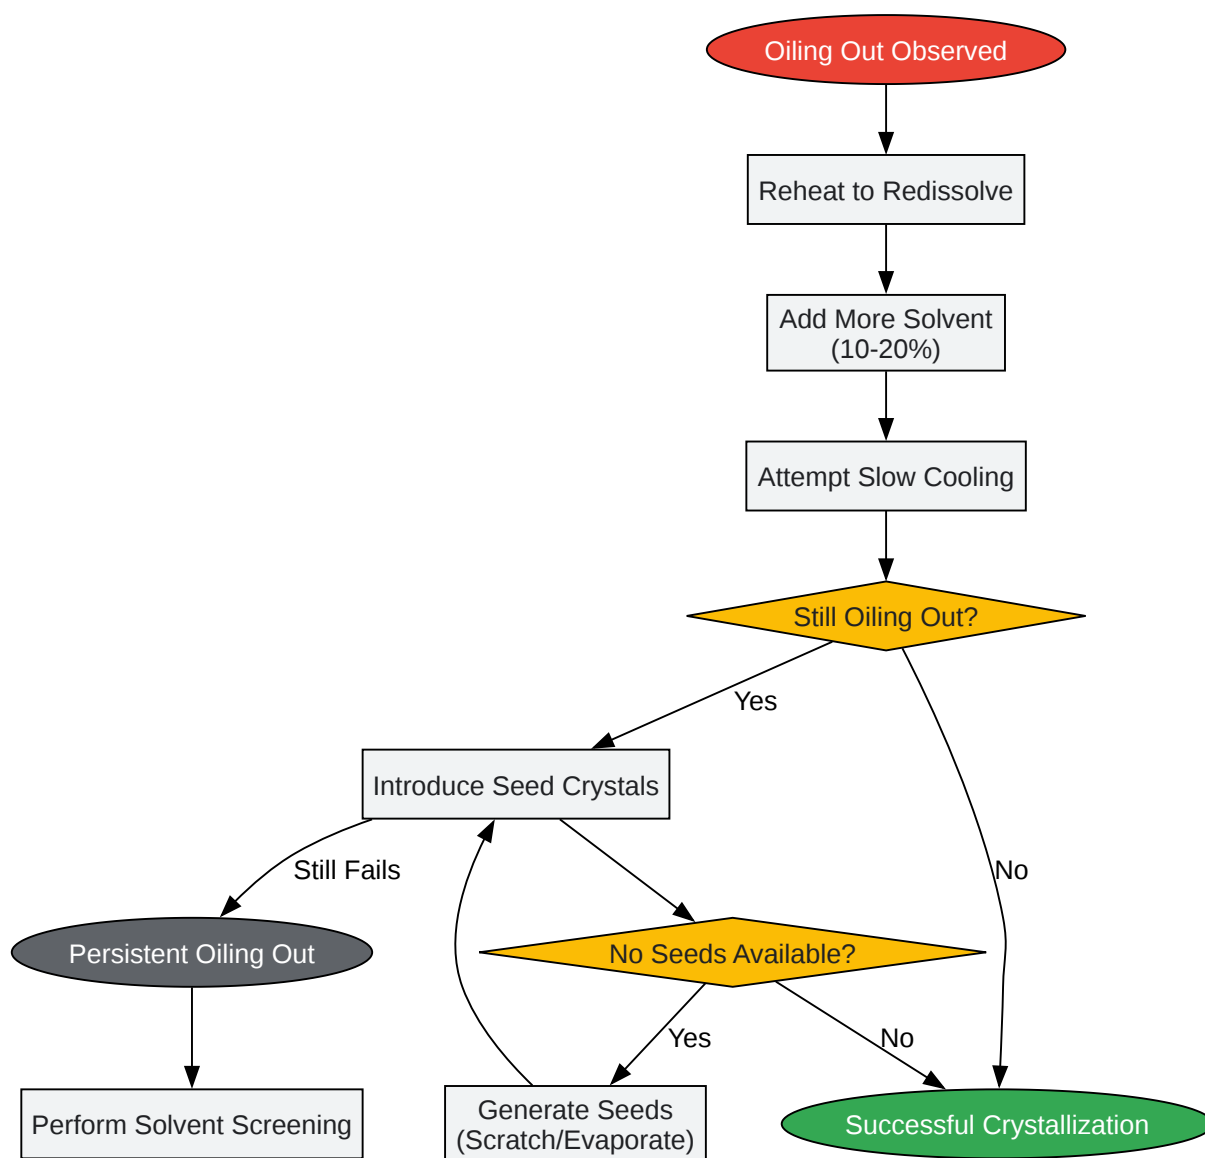 Oiling Out Observed
Reheat to Redissolve
Add More Solvent
(10-20%)
Attempt Slow Cooling
Still Oiling Out?
Yes
Introduce Seed Crystals
Still Fails
No
Persistent Oiling Out
No Seeds Available?
Yes
No
Perform Solvent Screening
Generate Seeds
(Scratch/Evaporate)
Successful Crystallization